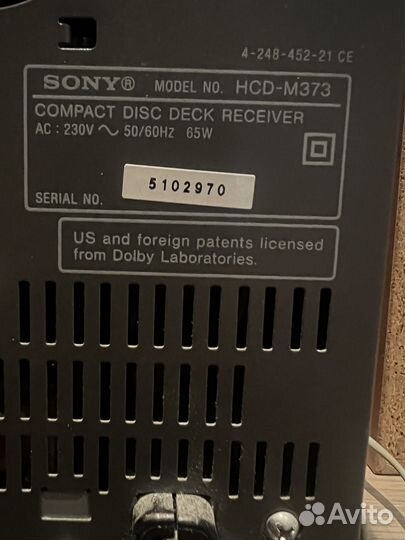 4-248-452-21 CE
SONY® MODEL NO. HCD-M373
COMPACT DISC DECK RECEIVER
AC : 230V ~ 50/60HZ 65W
SERIAL NO. 5102970
US and foreign patents licensed
from Dolby Laboratories.
Avito